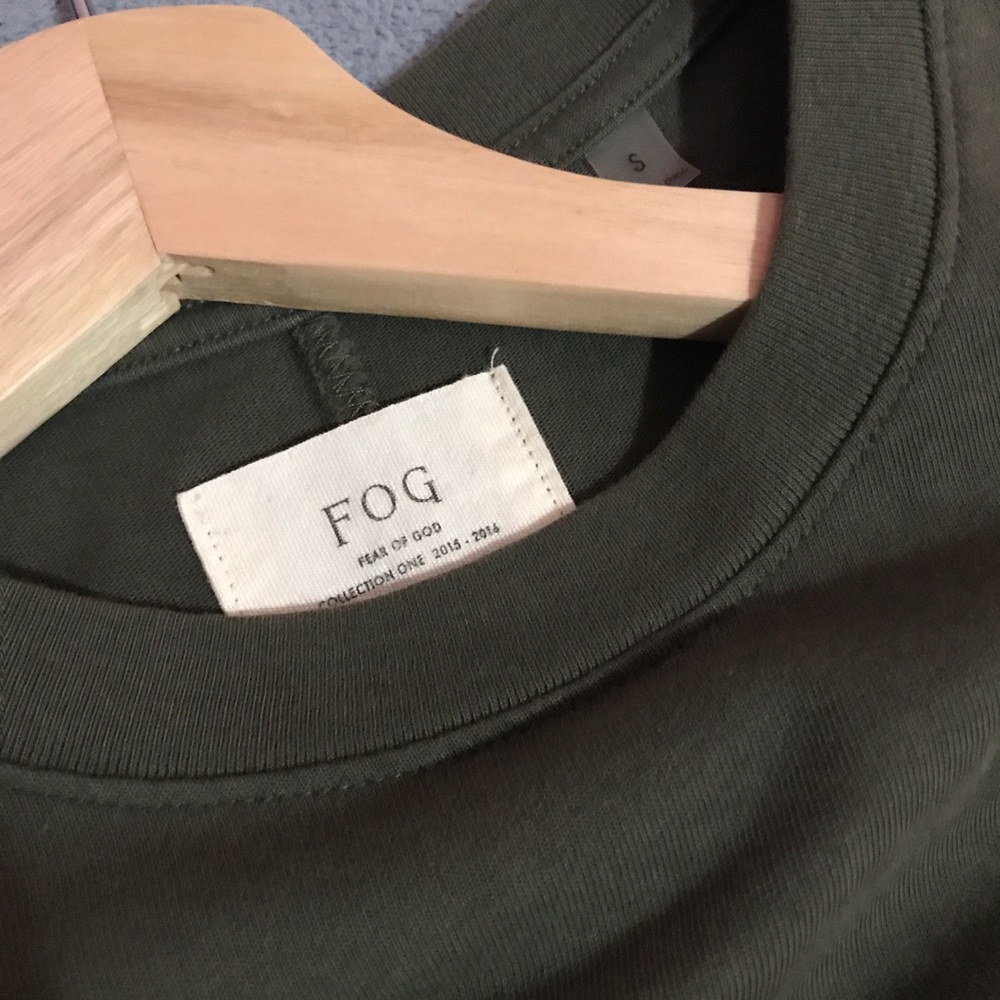 S
FOG
FEAR OF GOD
COLLECTION ONE 2015 - 2016